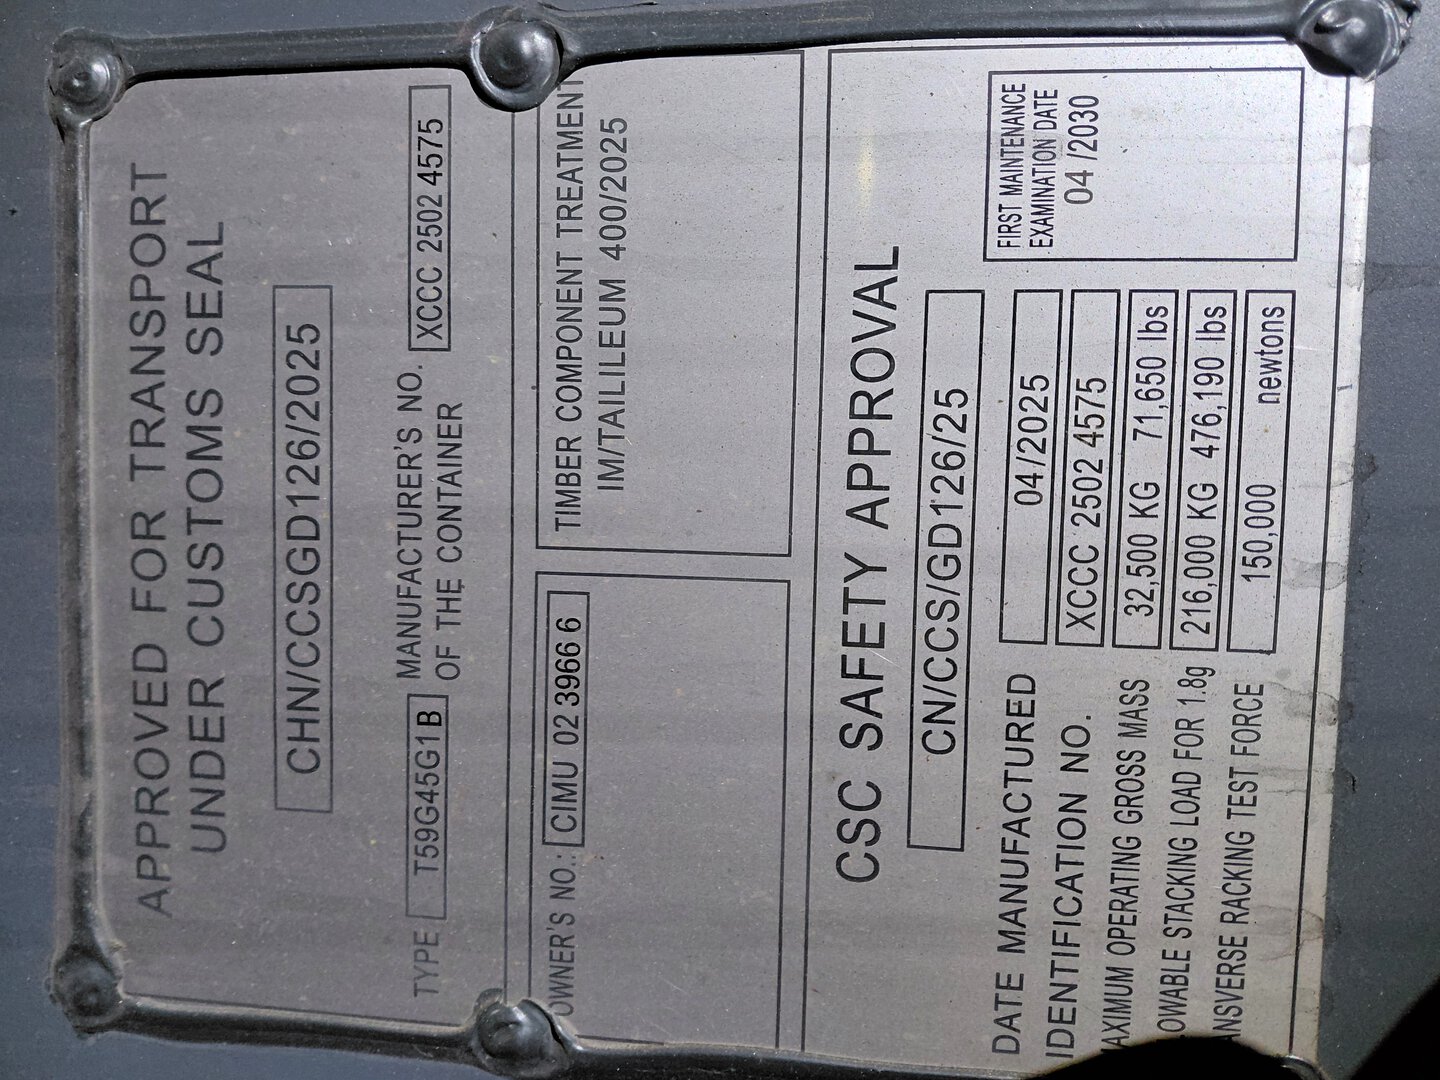 APPROVED FOR TRANSPORT
UNDER CUSTOMS SEAL
CHN/CCSGD126/2025
TYPE T59G45G1B MANUFACTURER'S NO. OF THE CONTAINER XCCC 2502 4575
OWNER'S NO.: CIMU 02 3966 6
TIMBER COMPONENT TREATMENT
IM/TAILILEUM 400/2025
CSC SAFETY APPROVAL
CN/CCS/GD126/25
DATE MANUFACTURED 04/2025
IDENTIFICATION NO. XCCC 2502 4575
AXIMUM OPERATING GROSS MASS 32,500 KG 71,650 lbs
OWABLE STACKING LOAD FOR 1.8g 216,000 KG 476,190 lbs
ANSVERSE RACKING TEST FORCE 150,000 newtons
FIRST MAINTENANCE
EXAMINATION DATE
04 /2030